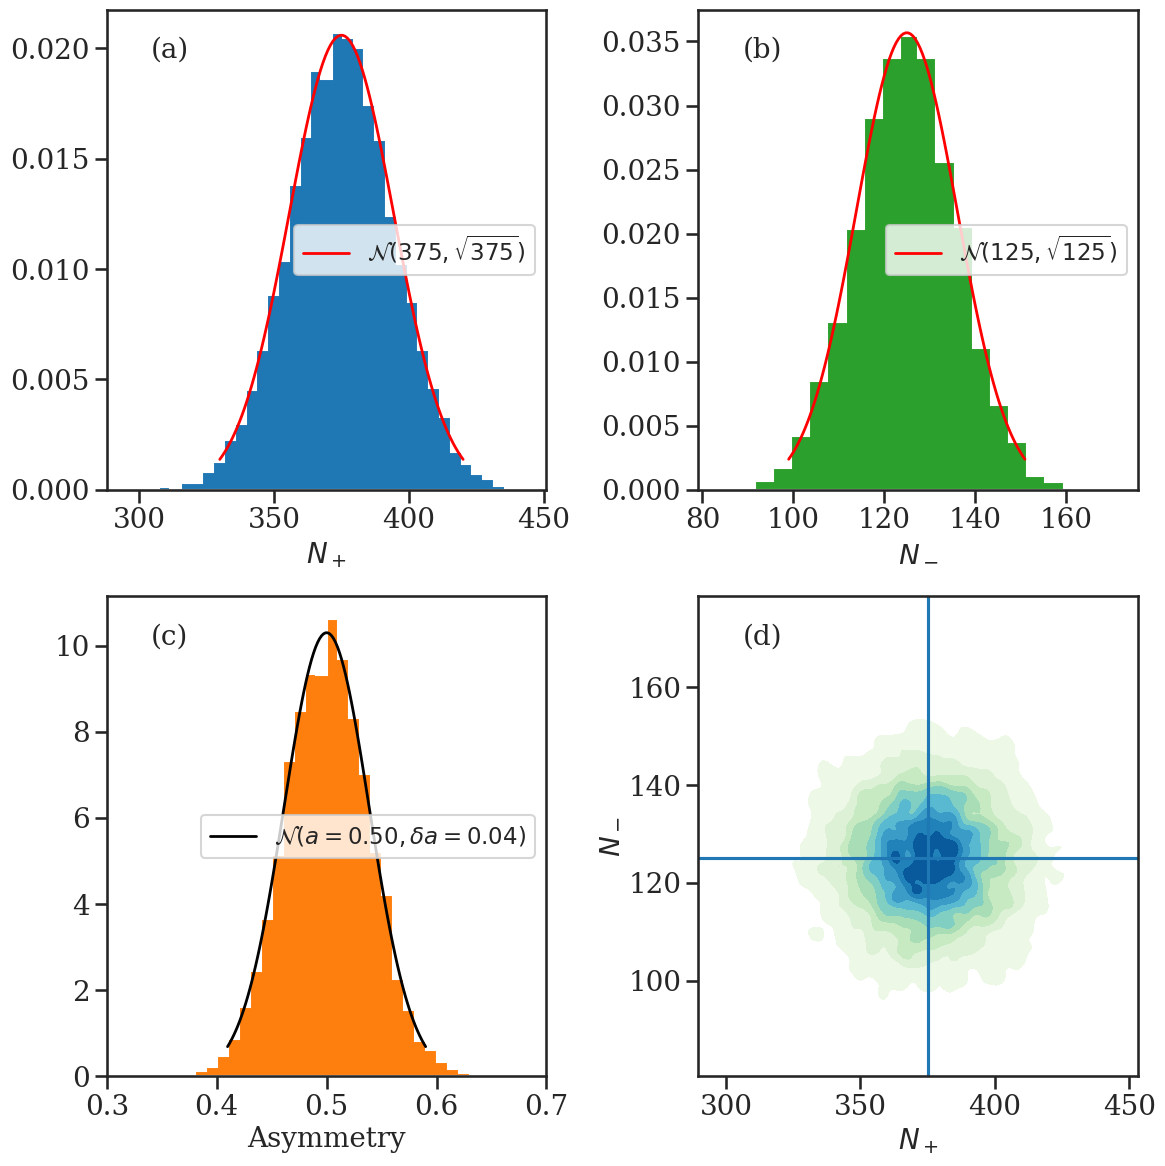 (a)
0.020
0.015
0.010
0.005
0.000
𝒩(375, √375)
300 350 400 450
N₊
(b)
0.035
0.030
0.025
0.020
0.015
0.010
0.005
0.000
𝒩(125, √125)
80 100 120 140 160
N₋
(c)
10
8
6
4
2
0
𝒩(a = 0.50, δa = 0.04)
0.3 0.4 0.5 0.6 0.7
Asymmetry
(d)
160
140
120
100
N₋
300 350 400 450
N₊